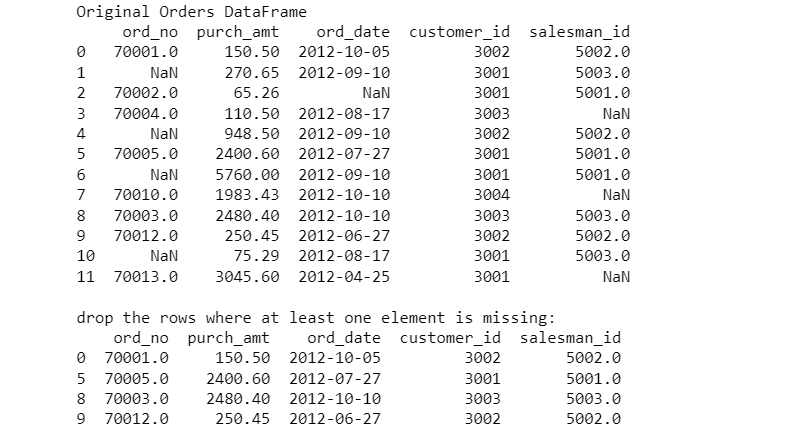 Original Orders DataFrame
ord_no purch_amt ord_date customer_id salesman_id
0 70001.0 150.50 2012-10-05 3002 5002.0
1 NaN 270.65 2012-09-10 3001 5003.0
2 70002.0 65.26 NaN 3001 5001.0
3 70004.0 110.50 2012-08-17 3003 NaN
4 NaN 948.50 2012-09-10 3002 5002.0
5 70005.0 2400.60 2012-07-27 3001 5001.0
6 NaN 5760.00 2012-09-10 3001 5001.0
7 70010.0 1983.43 2012-10-10 3004 NaN
8 70003.0 2480.40 2012-10-10 3003 5003.0
9 70012.0 250.45 2012-06-27 3002 5002.0
10 NaN 75.29 2012-08-17 3001 5003.0
11 70013.0 3045.60 2012-04-25 3001 NaN
drop the rows where at least one element is missing:
ord_no purch_amt ord_date customer_id salesman_id
0 70001.0 150.50 2012-10-05 3002 5002.0
5 70005.0 2400.60 2012-07-27 3001 5001.0
8 70003.0 2480.40 2012-10-10 3003 5003.0
9 70012.0 250.45 2012-06-27 3002 5002.0